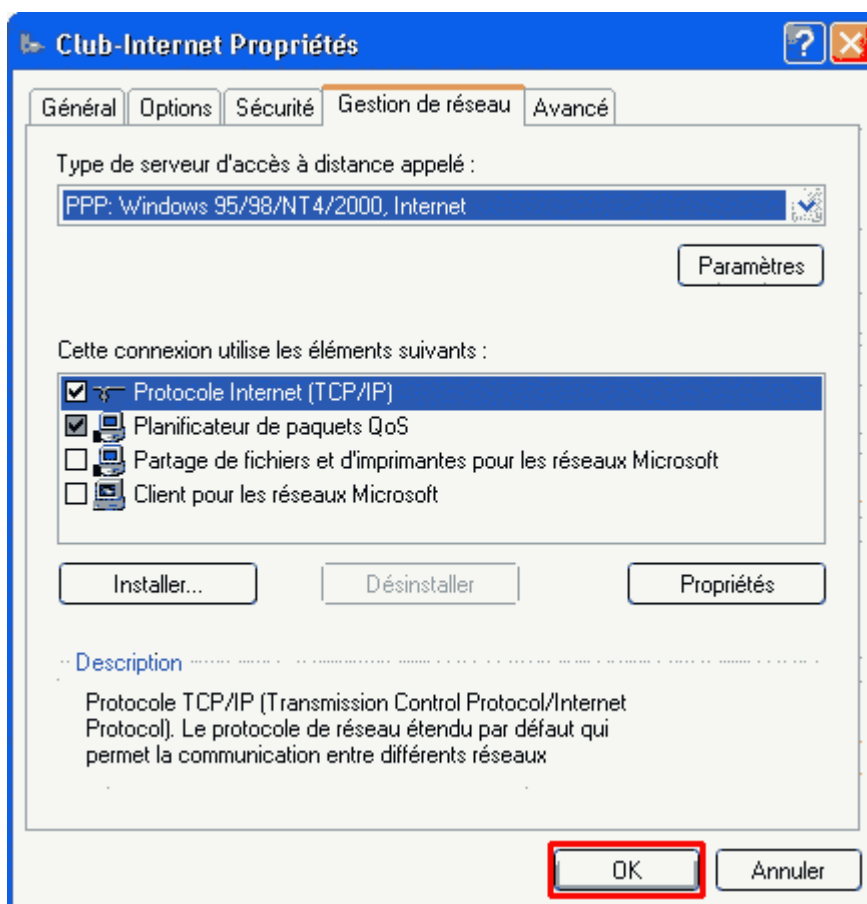 Club-Internet Propriétés
?
Général Options Sécurité Gestion de réseau Avancé
Type de serveur d'accès à distance appelé :
PPP: Windows 95/98/NT4/2000, Internet
Paramètres
Cette connexion utilise les éléments suivants :
Protocole Internet (TCP/IP)
Planificateur de paquets QoS
Partage de fichiers et d'imprimantes pour les réseaux Microsoft
Client pour les réseaux Microsoft
Installer... Désinstaller Propriétés
Description
Protocole TCP/IP (Transmission Control Protocol/Internet
Protocol). Le protocole de réseau étendu par défaut qui
permet la communication entre différents réseaux
OK Annuler